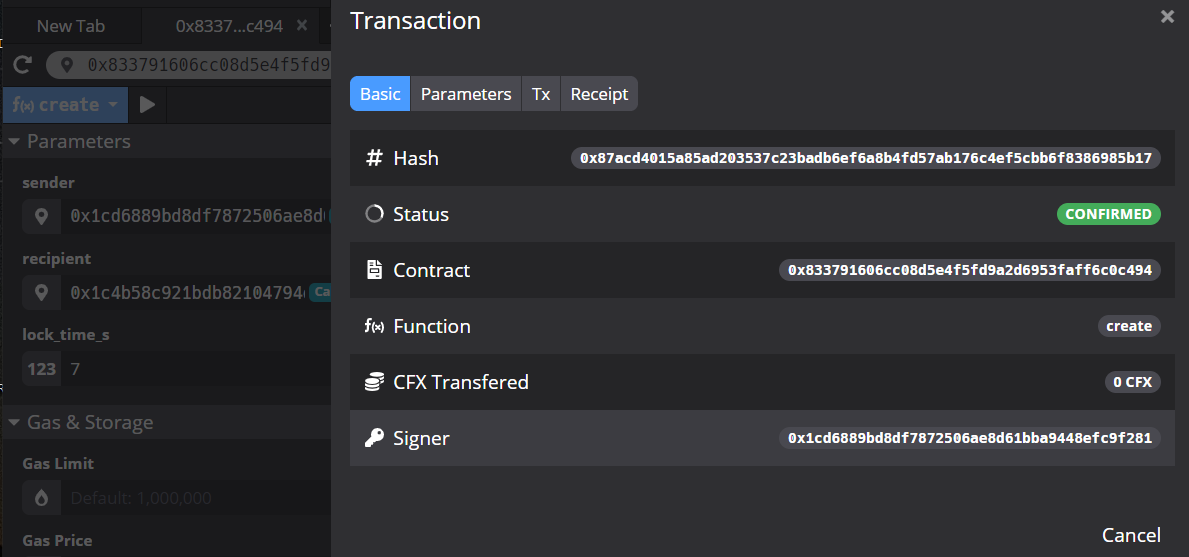 New Tab
0x8337...c494
0x833791606cc08d5e4f5fd9
f(x) create
Parameters
sender
0x1cd6889bd8df7872506ae8d
recipient
0x1c4b58c921bdb82104794 Ca
lock_time_s
123 7
Gas & Storage
Gas Limit
Default: 1,000,000
Gas Price
Transaction
Basic Parameters Tx Receipt
# Hash 0x87acd4015a85ad203537c23badb6ef6a8b4fd57ab176c4ef5cbb6f8386985b17
Status CONFIRMED
Contract 0x833791606cc08d5e4f5fd9a2d6953faff6c0c494
f(x) Function create
CFX Transfered 0 CFX
Signer 0x1cd6889bd8df7872506ae8d61bba9448efc9f281
Cancel